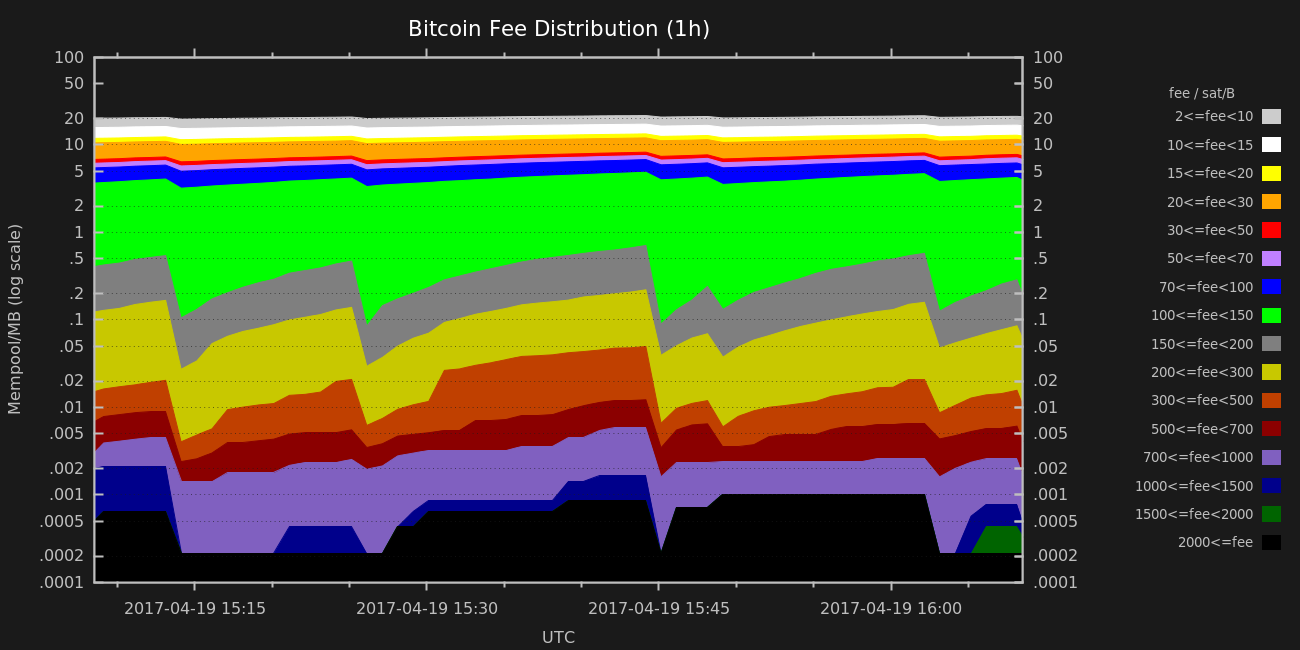 Bitcoin Fee Distribution (1h)
100 100
50 50
20 20
10 10
5 5
2 2
1 1
.5 .5
.2 .2
.1 .1
.05 .05
.02 .02
.01 .01
.005 .005
.002 .002
.001 .001
.0005 .0005
.0002 .0002
.0001 .0001
Mempool/MB (log scale)
2017-04-19 15:15 2017-04-19 15:30 2017-04-19 15:45 2017-04-19 16:00
UTC
fee / sat/B
2<=fee<10
10<=fee<15
15<=fee<20
20<=fee<30
30<=fee<50
50<=fee<70
70<=fee<100
100<=fee<150
150<=fee<200
200<=fee<300
300<=fee<500
500<=fee<700
700<=fee<1000
1000<=fee<1500
1500<=fee<2000
2000<=fee